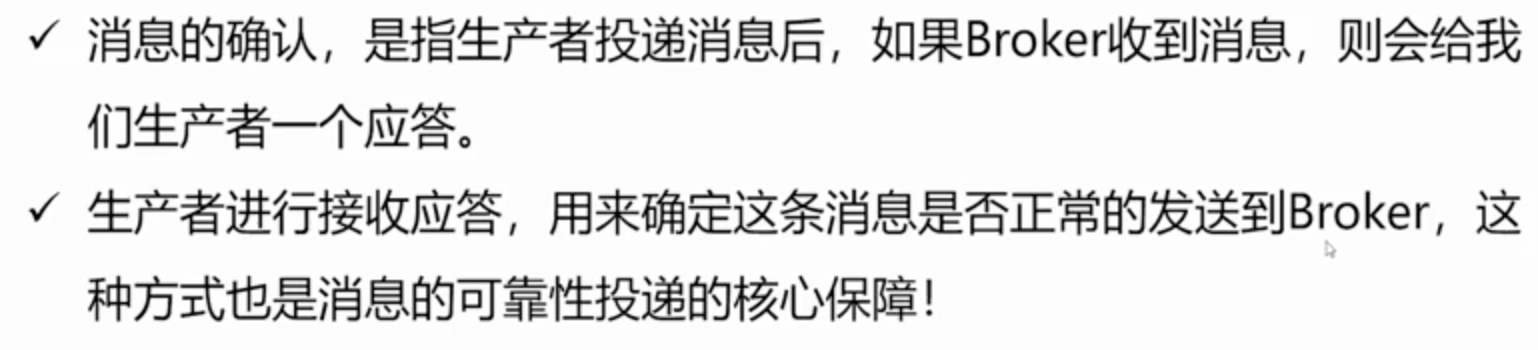 ✓ 消息的确认，是指生产者投递消息后，如果Broker收到消息，则会给我
们生产者一个应答。
✓ 生产者进行接收应答，用来确定这条消息是否正常的发送到Broker，这
种方式也是消息的可靠性投递的核心保障！